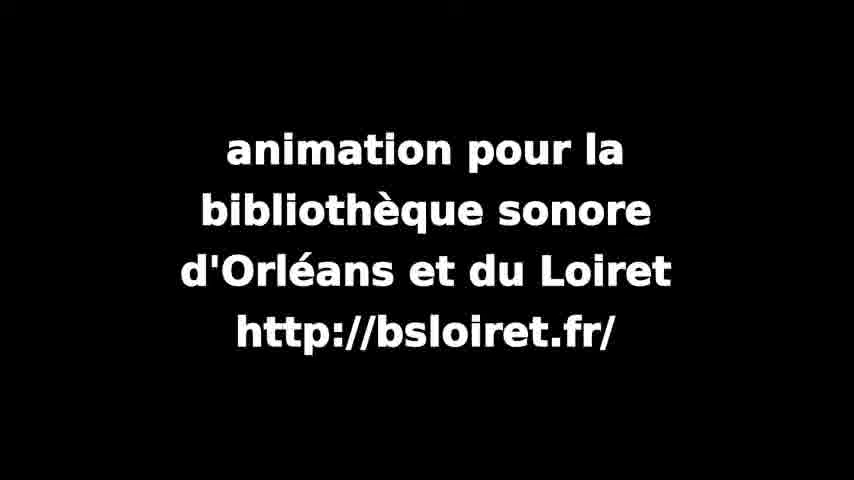 animation pour la
bibliothèque sonore
d'Orléans et du Loiret
http://bsloiret.fr/